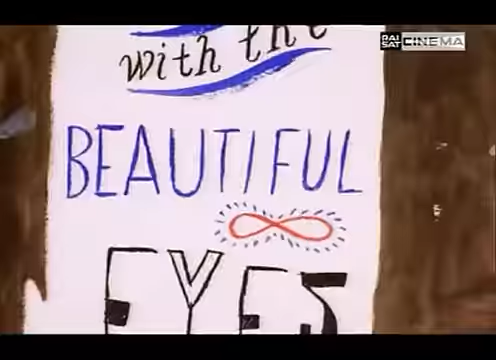 RAI
SAT CINEMA
with the
BEAUTIFUL
EYES